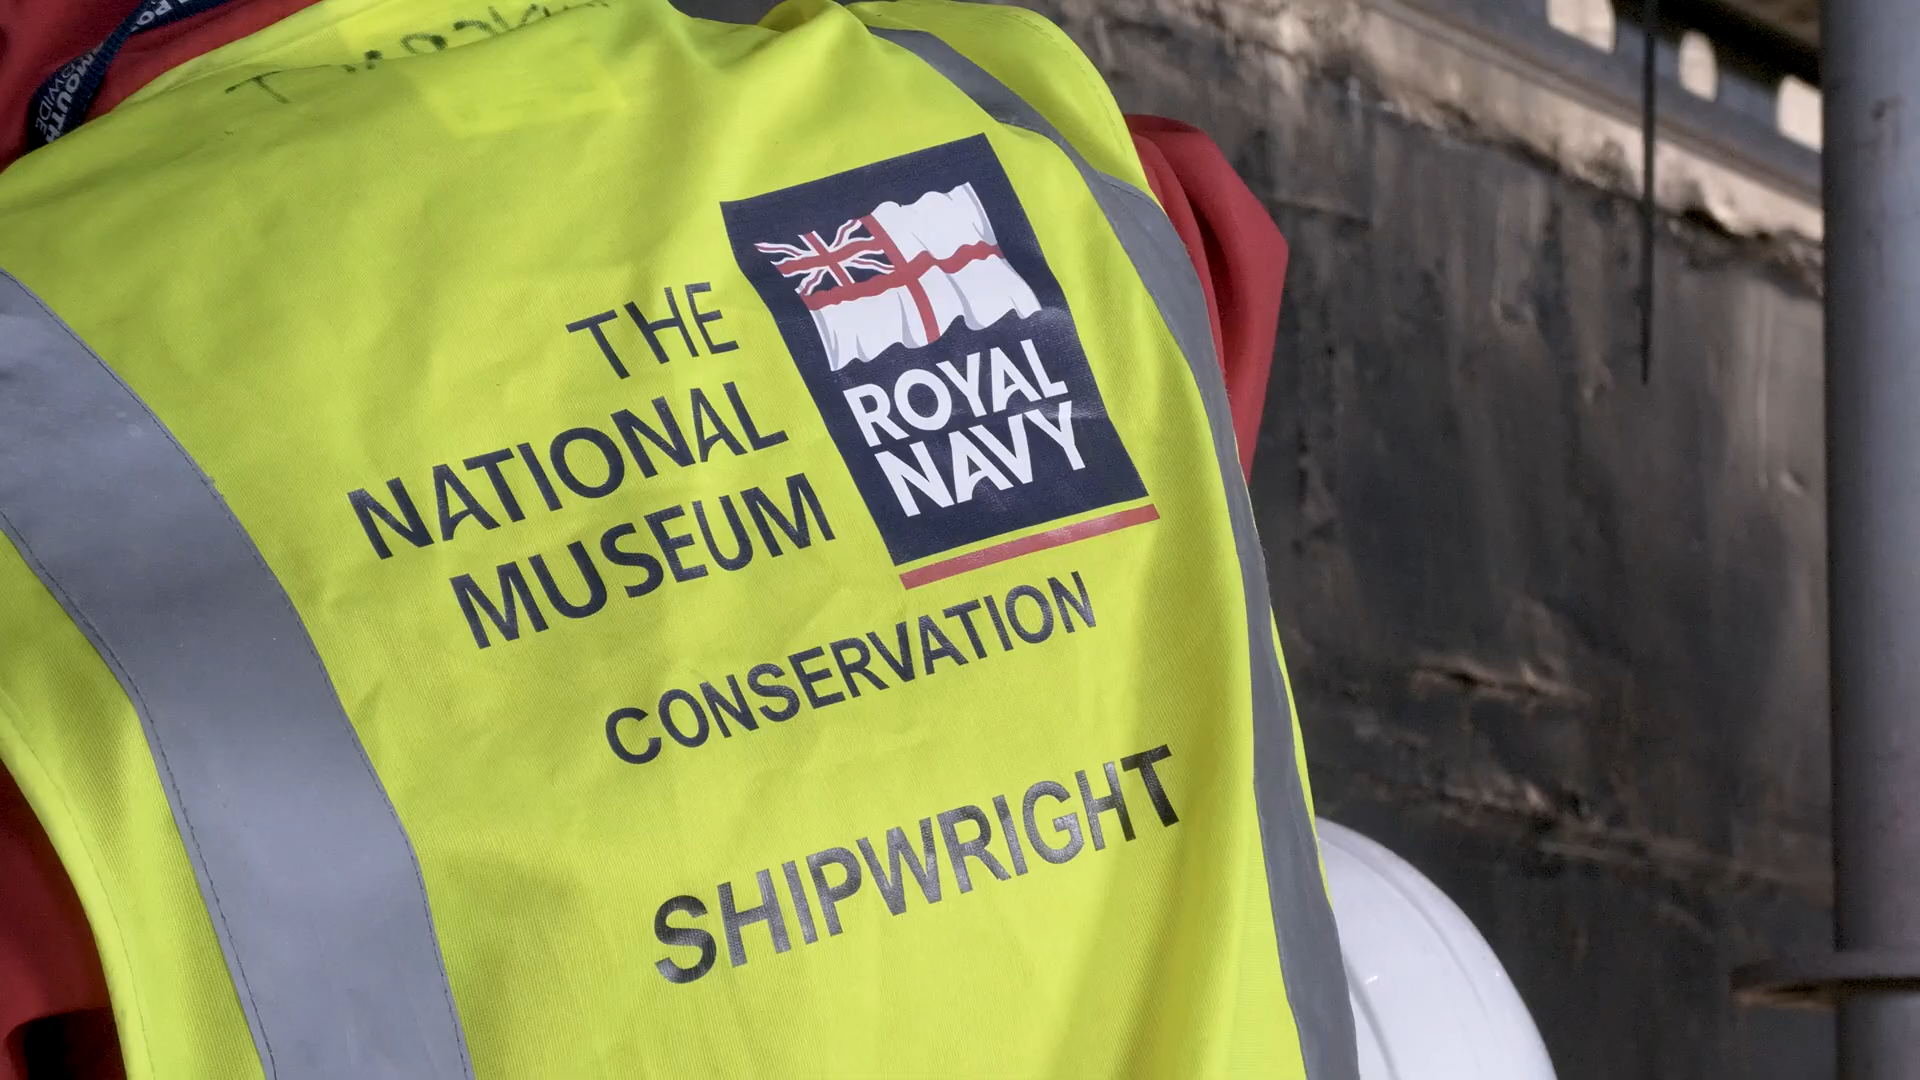 THE
NATIONAL
MUSEUM
ROYAL
NAVY
CONSERVATION
SHIPWRIGHT